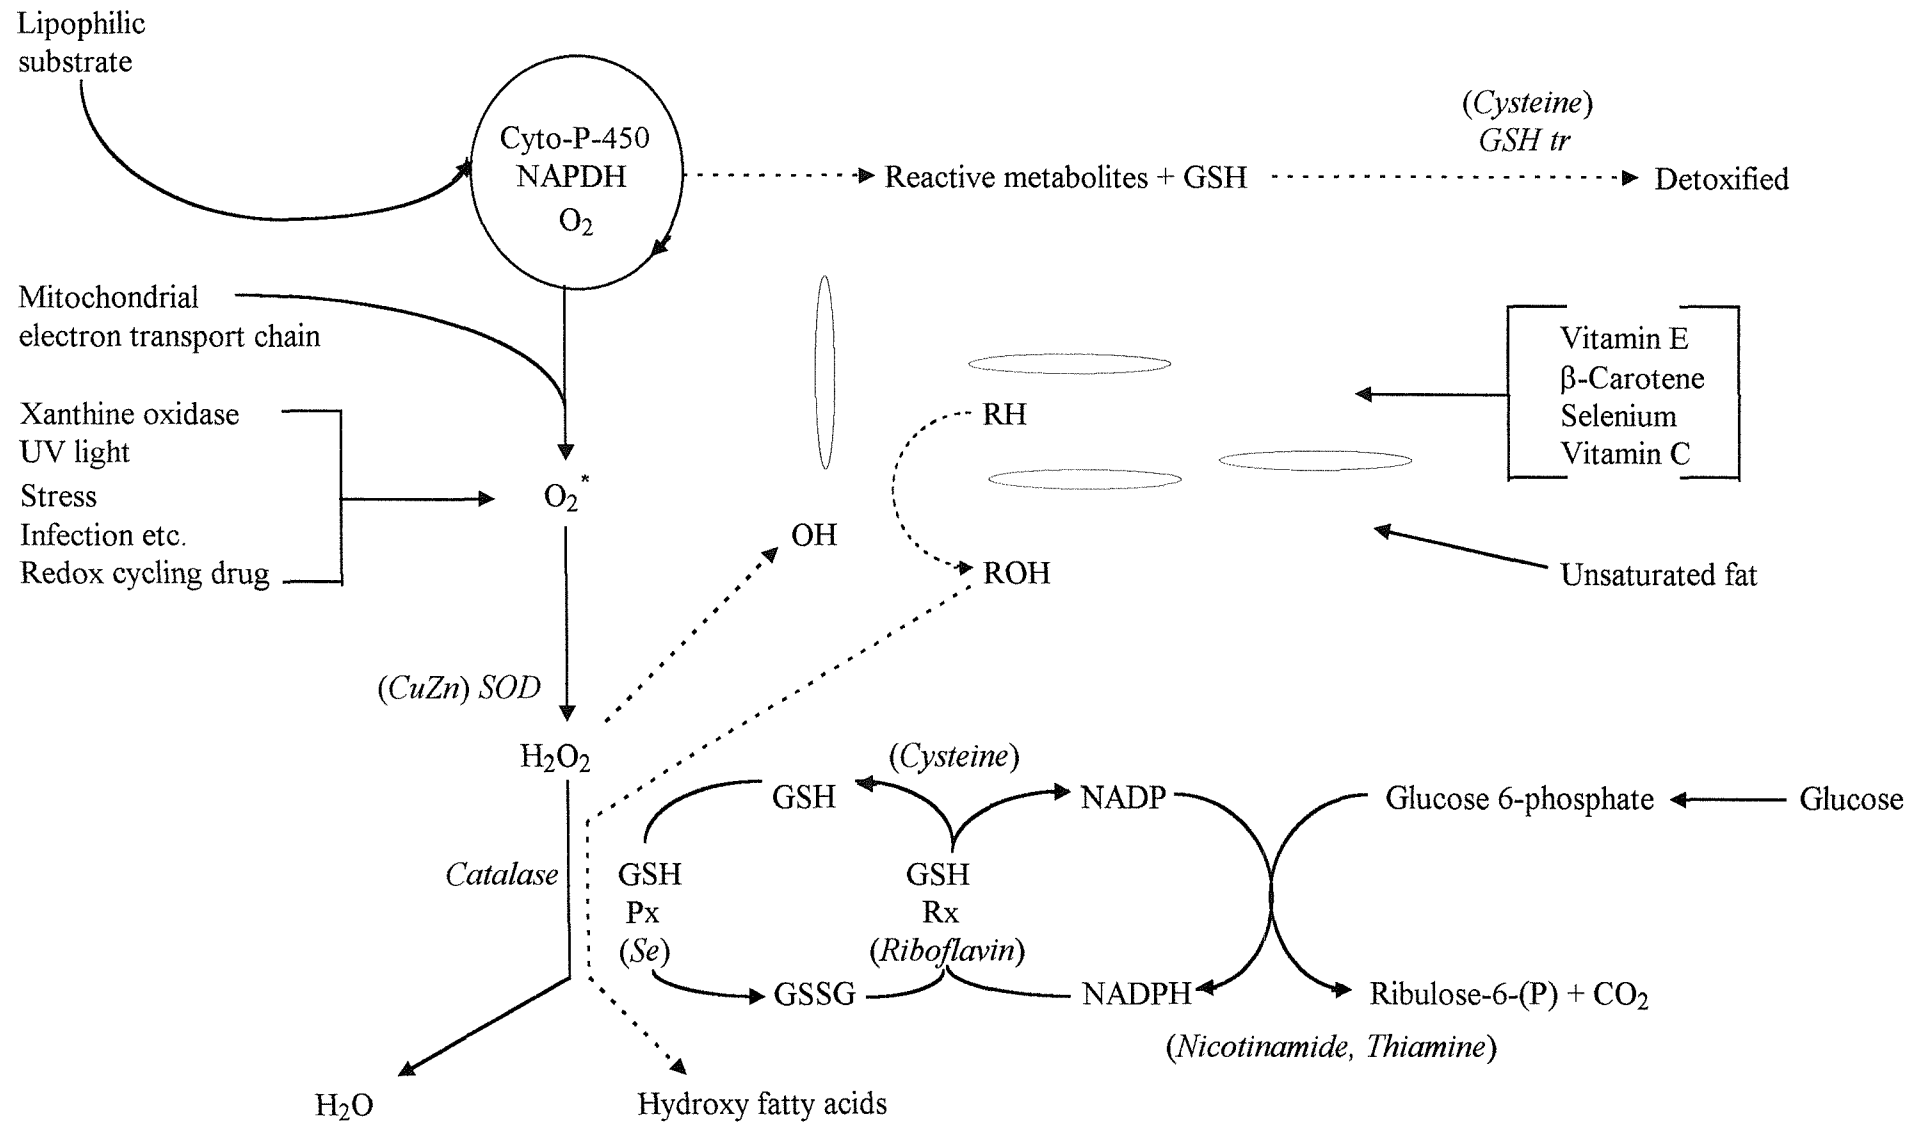 Lipophilic
substrate
Cyto-P-450
NAPDH
O2
Reactive metabolites + GSH
(Cysteine)
GSH tr
Detoxified
Mitochondrial
electron transport chain
Xanthine oxidase
UV light
Stress
Infection etc.
Redox cycling drug
O2*
OH
RH
ROH
Vitamin E
β-Carotene
Selenium
Vitamin C
Unsaturated fat
(CuZn) SOD
H2O2
Catalase
H2O
Hydroxy fatty acids
GSH
GSH
Px
(Se)
GSSG
(Cysteine)
GSH
Rx
(Riboflavin)
NADP
NADPH
(Nicotinamide, Thiamine)
Glucose 6-phosphate
Glucose
Ribulose-6-(P) + CO2